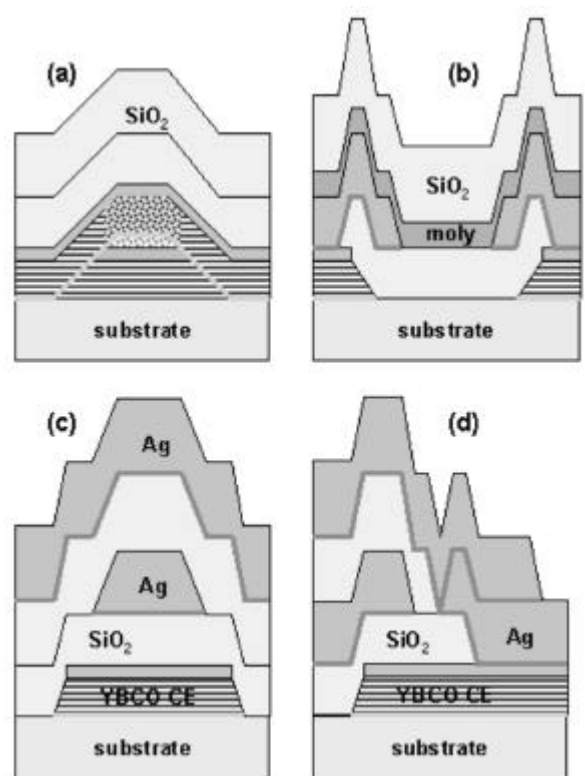 (a)
SiO₂
substrate
(b)
SiO₂
moly
substrate
(c)
Ag
Ag
SiO₂
YBCO CE
substrate
(d)
SiO₂
Ag
YBCO CE
substrate